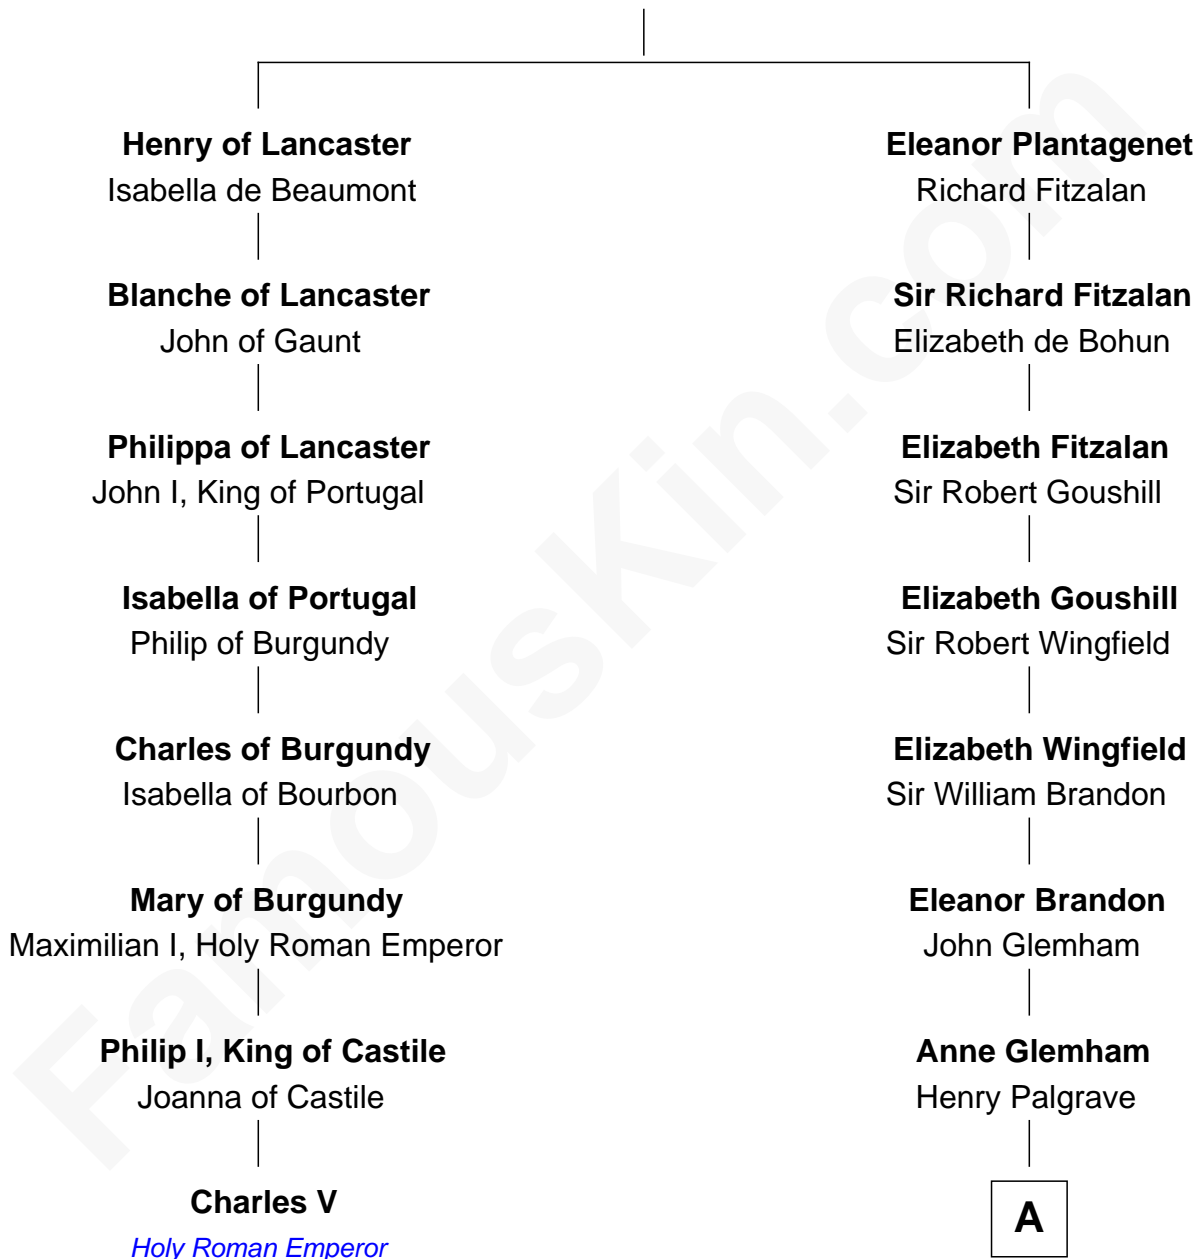 Henry of Lancaster
Isabella de Beaumont
Blanche of Lancaster
John of Gaunt
Philippa of Lancaster
John I, King of Portugal
Isabella of Portugal
Philip of Burgundy
Charles of Burgundy
Isabella of Bourbon
Mary of Burgundy
Maximilian I, Holy Roman Emperor
Philip I, King of Castile
Joanna of Castile
Charles V
Holy Roman Emperor
Eleanor Plantagenet
Richard Fitzalan
Sir Richard Fitzalan
Elizabeth de Bohun
Elizabeth Fitzalan
Sir Robert Goushill
Elizabeth Goushill
Sir Robert Wingfield
Elizabeth Wingfield
Sir William Brandon
Eleanor Brandon
John Glemham
Anne Glemham
Henry Palgrave
A
FamousKin.com